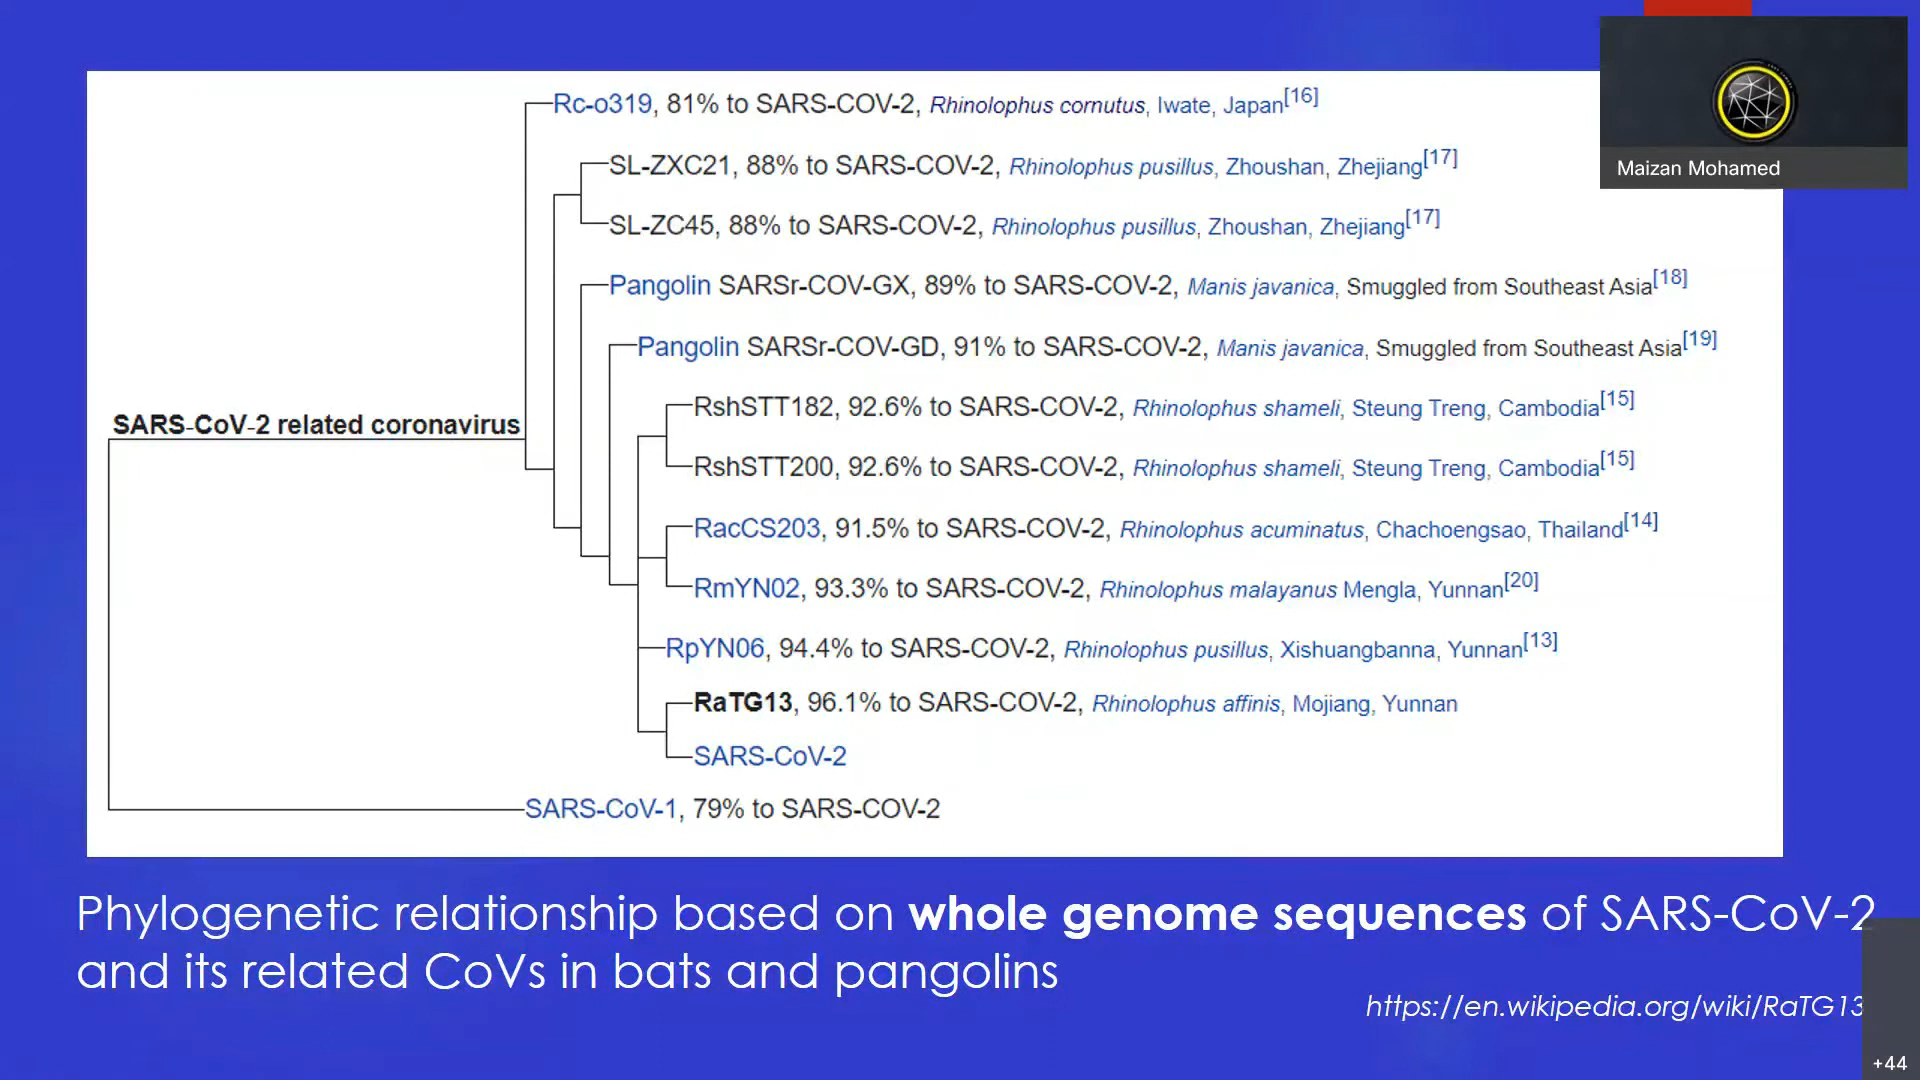 Rc-o319, 81% to SARS-COV-2, Rhinolophus cornutus, Iwate, Japan[16]
Maizan Mohamed
SL-ZXC21, 88% to SARS-COV-2, Rhinolophus pusillus, Zhoushan, Zhejiang[17]
SL-ZC45, 88% to SARS-COV-2, Rhinolophus pusillus, Zhoushan, Zhejiang[17]
Pangolin SARSr-COV-GX, 89% to SARS-COV-2, Manis javanica, Smuggled from Southeast Asia[18]
Pangolin SARSr-COV-GD, 91% to SARS-COV-2, Manis javanica, Smuggled from Southeast Asia[19]
RshSTT182, 92.6% to SARS-COV-2, Rhinolophus shameli, Steung Treng, Cambodia[15]
SARS-CoV-2 related coronavirus
RshSTT200, 92.6% to SARS-COV-2, Rhinolophus shameli, Steung Treng, Cambodia[15]
RacCS203, 91.5% to SARS-COV-2, Rhinolophus acuminatus, Chachoengsao, Thailand[14]
RmYN02, 93.3% to SARS-COV-2, Rhinolophus malayanus Mengla, Yunnan[20]
RpYN06, 94.4% to SARS-COV-2, Rhinolophus pusillus, Xishuangbanna, Yunnan[13]
RaTG13, 96.1% to SARS-COV-2, Rhinolophus affinis, Mojiang, Yunnan
SARS-CoV-2
SARS-CoV-1, 79% to SARS-COV-2
Phylogenetic relationship based on whole genome sequences of SARS-CoV-2
and its related CoVs in bats and pangolins
https://en.wikipedia.org/wiki/RaTG13
+44